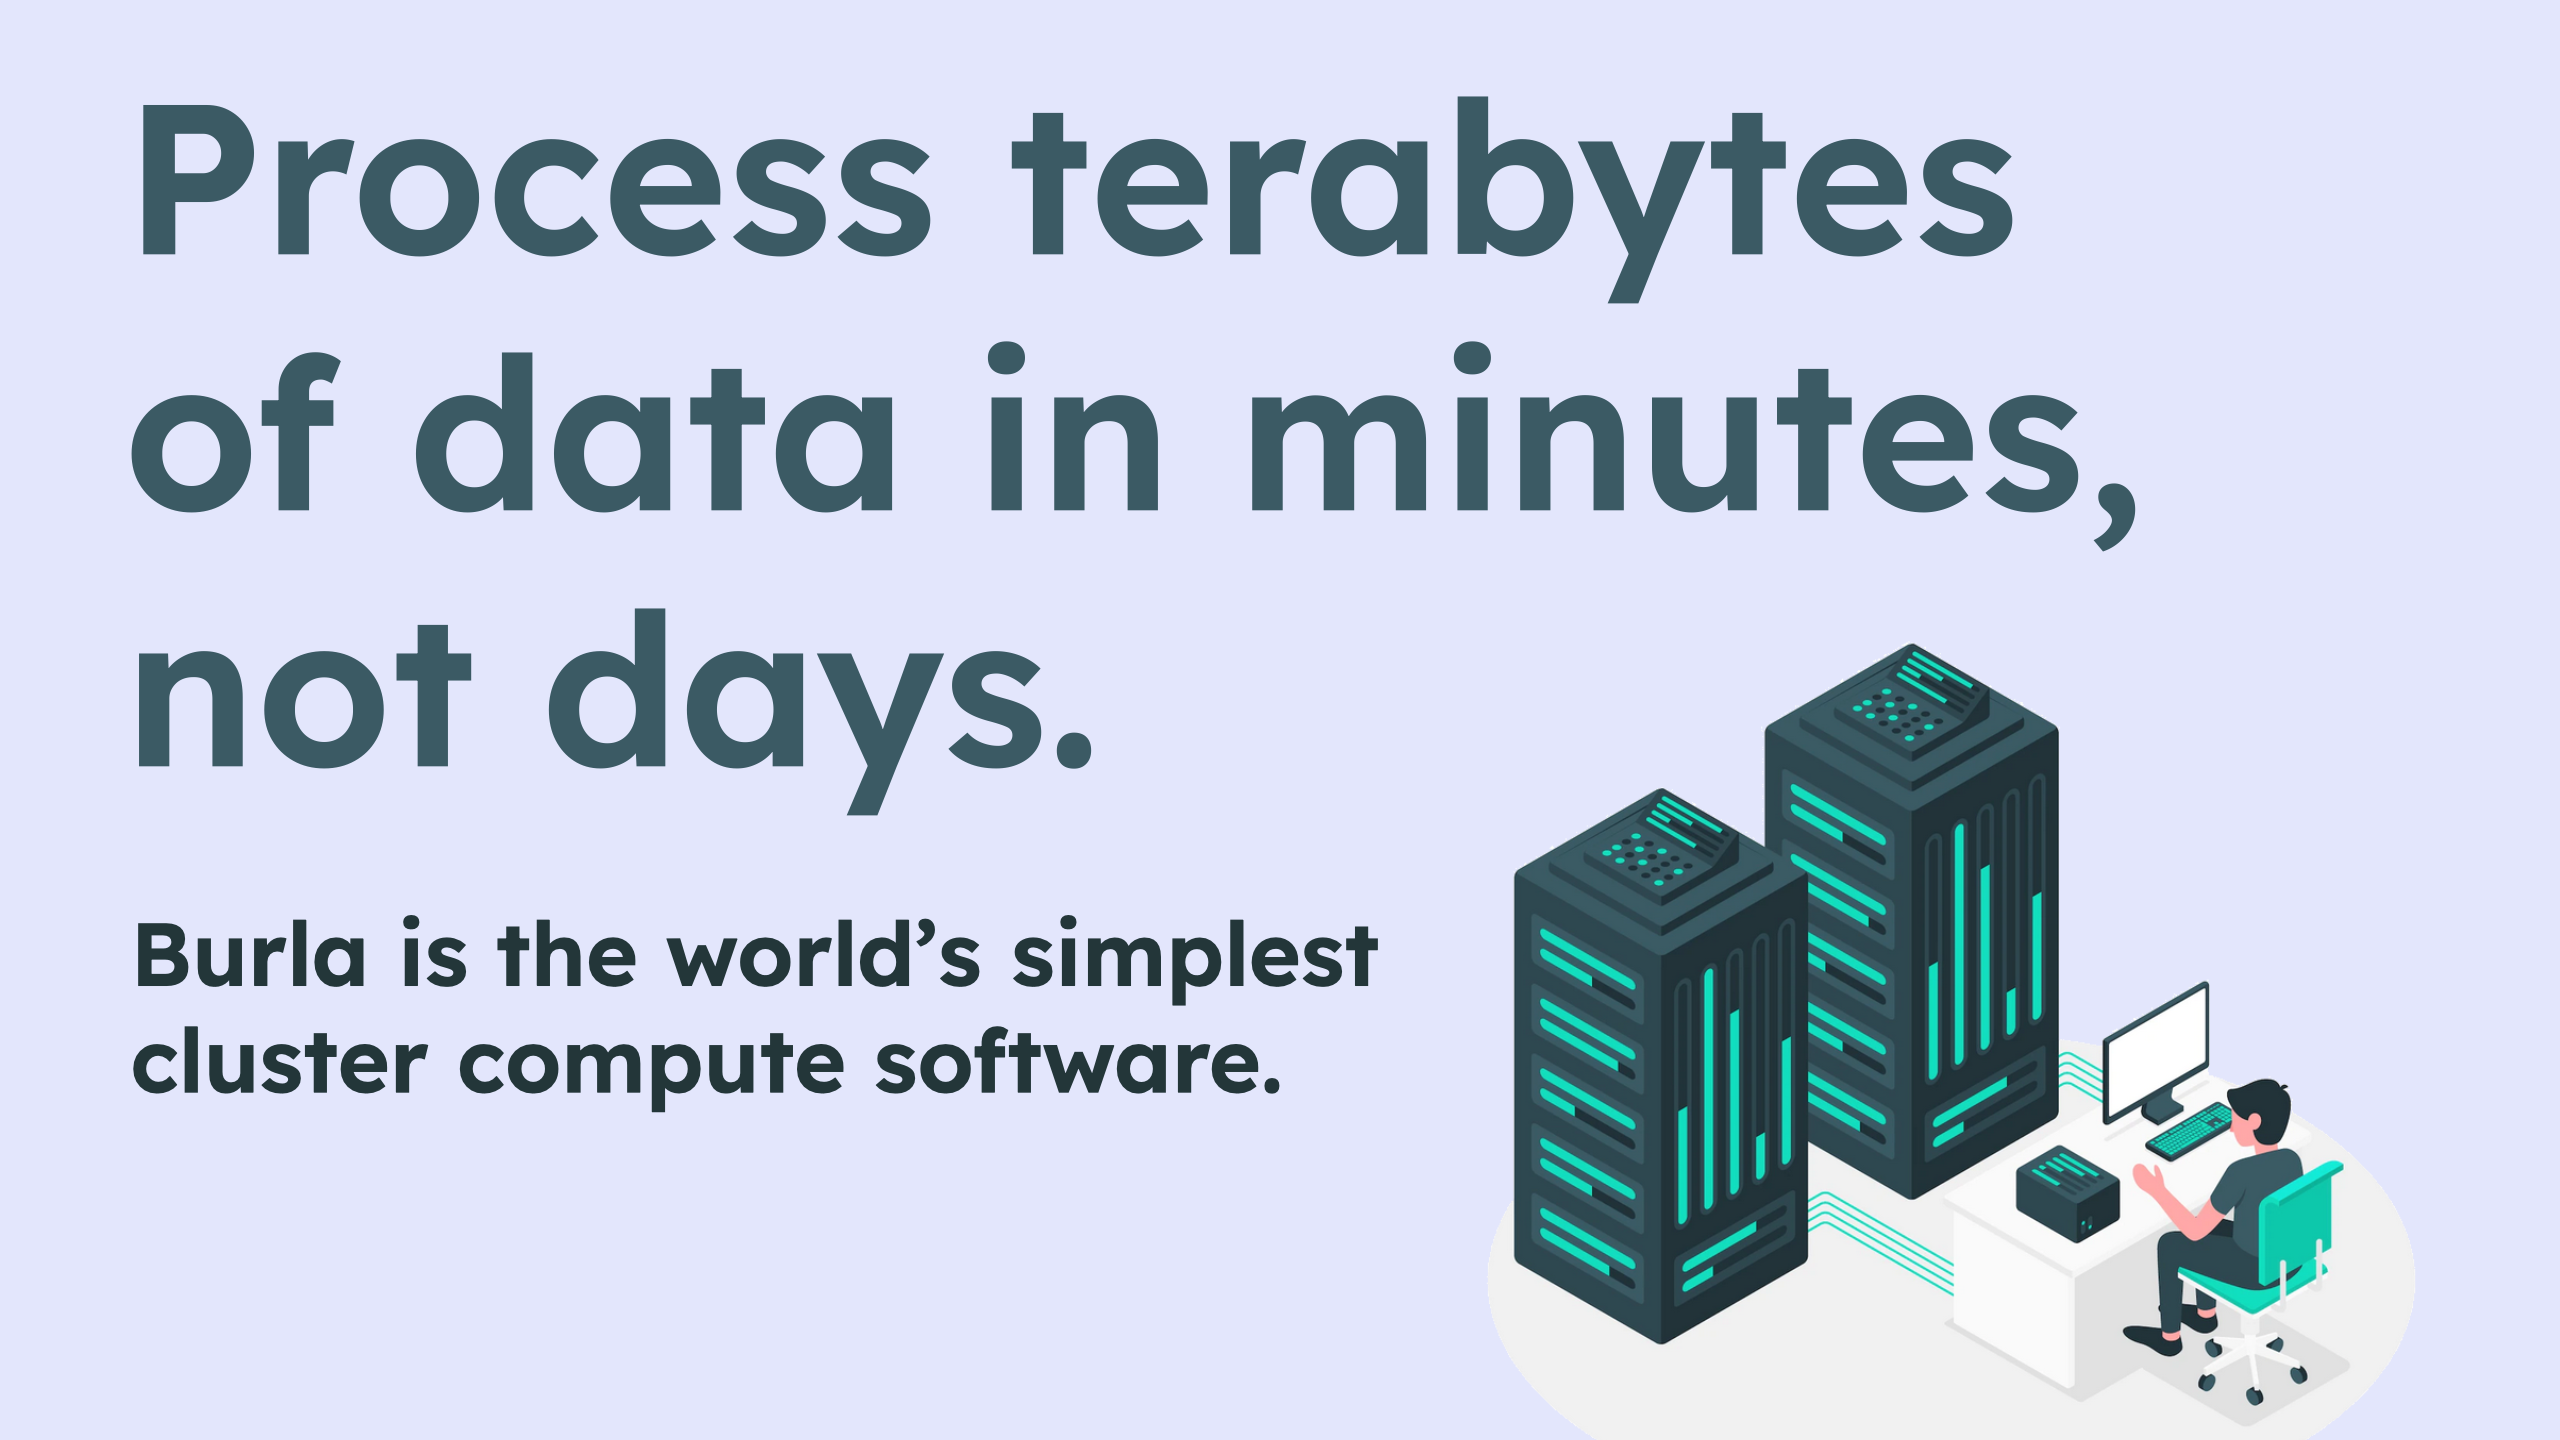 Process terabytes
of data in minutes,
not days.
Burla is the world’s simplest
cluster compute software.